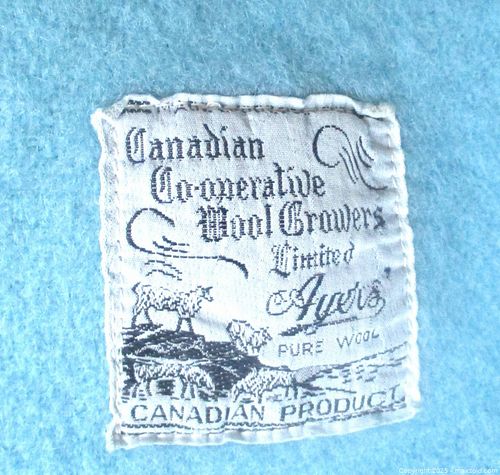 Canadian
Co-operative
Wool Growers
Limited
Ayers'
PURE WOOL
CANADIAN PRODUCT